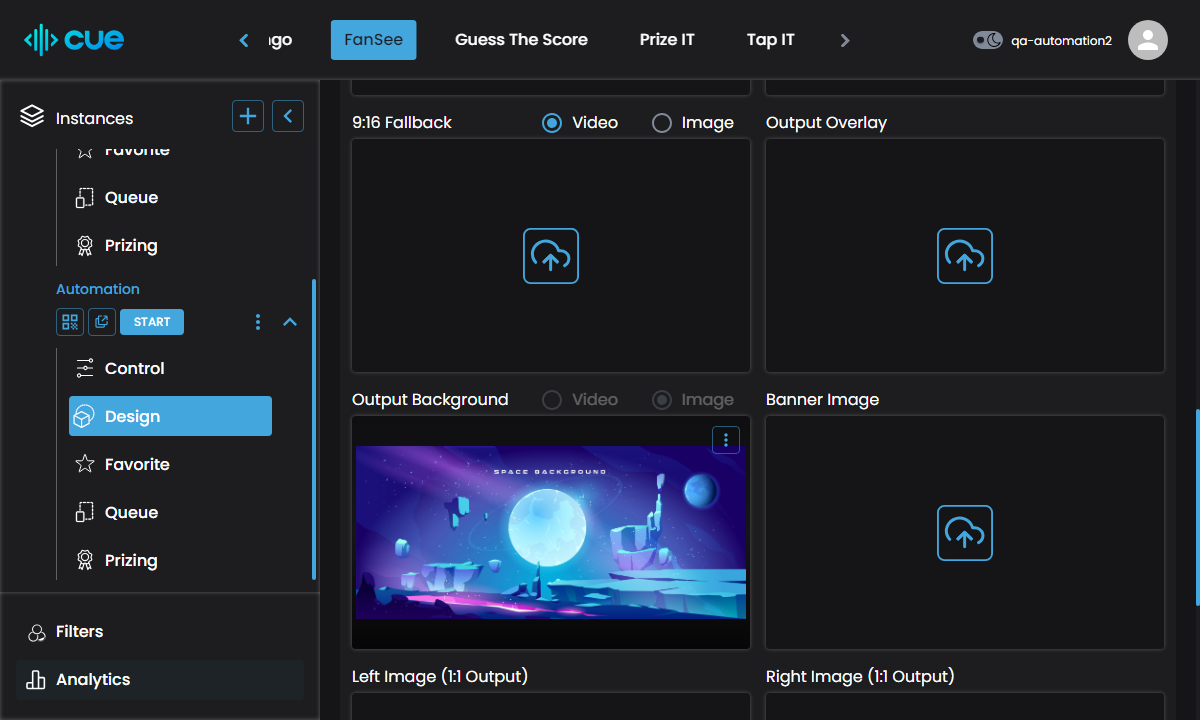 cue
ngo
FanSee
Guess The Score
Prize IT
Tap IT
qa-automation2
Instances
Favorite
Queue
Prizing
Automation
START
Control
Design
Favorite
Queue
Prizing
Filters
Analytics
9:16 Fallback
Video
Image
Output Overlay
Output Background
Video
Image
Banner Image
SPACE BACKGROUND
Left Image (1:1 Output)
Right Image (1:1 Output)